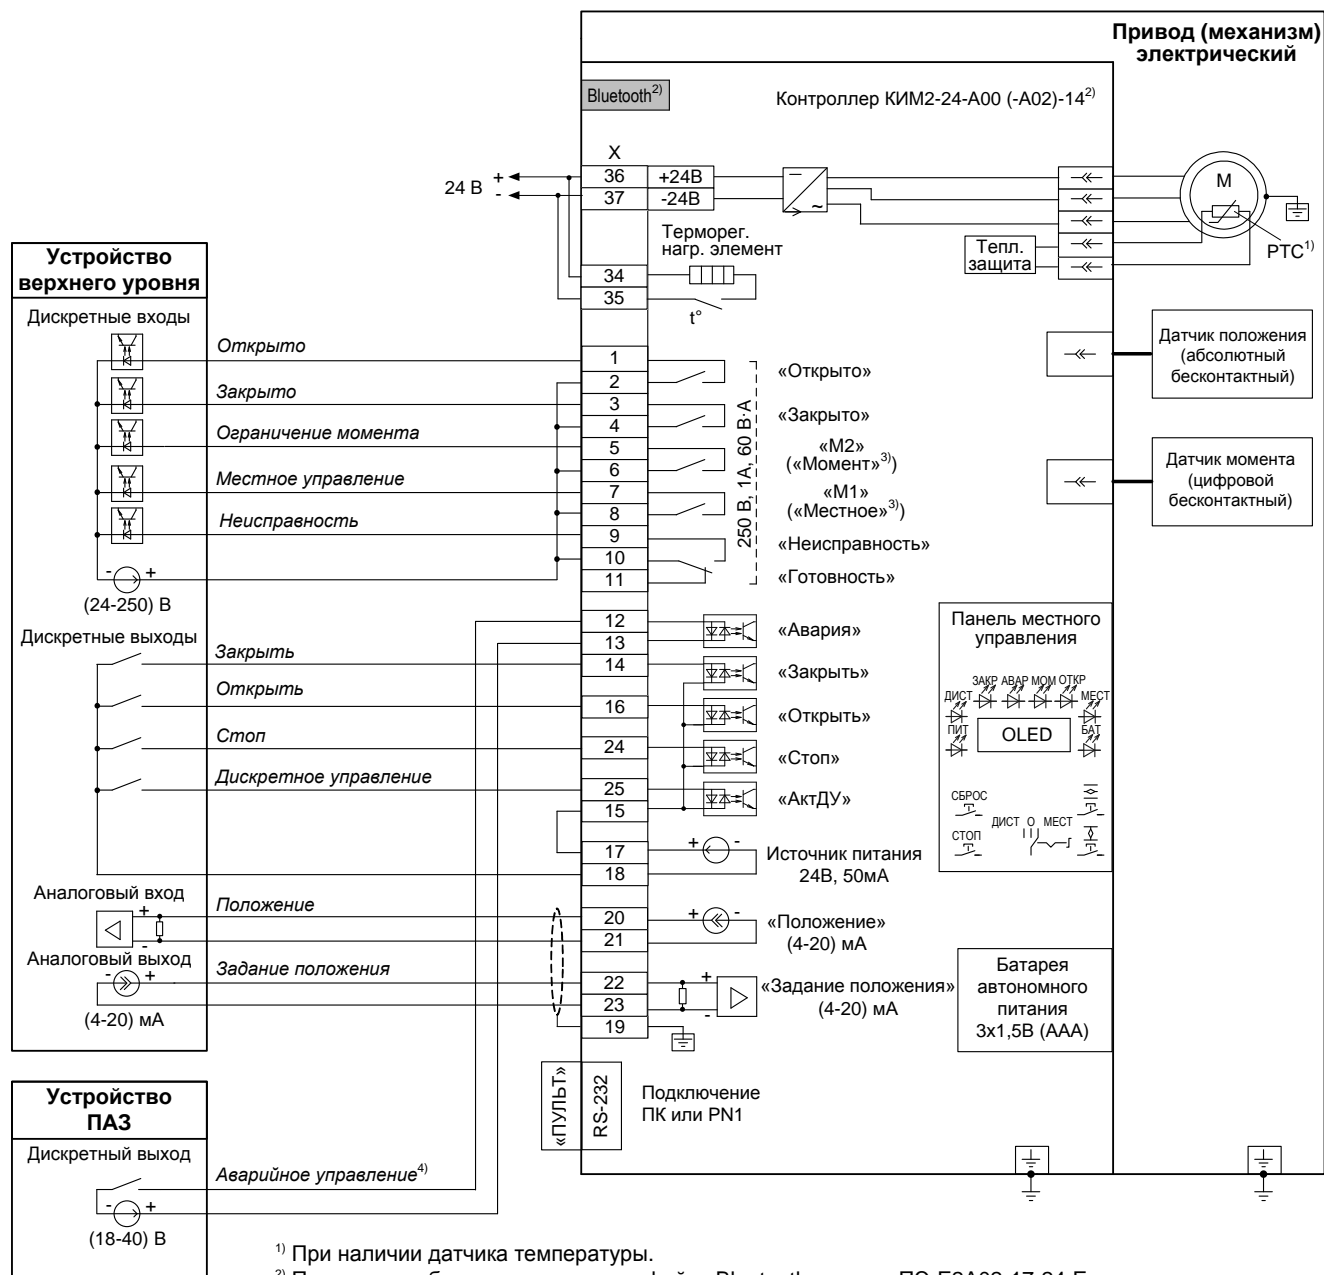 Привод (механизм)
электрический
Bluetooth2)
Контроллер КИМ2-24-А00 (-А02)-142)
X
24 В
+
-
36
+24В
37
-24В
M
PTC1)
Тепл.
защита
Терморег.
нагр. элемент
34
35
t°
Устройство
верхнего уровня
Дискретные входы
Открыто
Закрыто
Ограничение момента
Местное управление
Неисправность
- +
(24-250) В
1
2
3
4
5
6
7
8
9
10
11
«Открыто»
«Закрыто»
«М2»
(«Момент»3))
«М1»
(«Местное»3))
«Неисправность»
«Готовность»
250 В, 1А, 60 В·А
Датчик положения
(абсолютный
бесконтактный)
Датчик момента
(цифровой
бесконтактный)
Дискретные выходы
Закрыть
Открыть
Стоп
Дискретное управление
12
13
14
16
24
25
15
17
18
«Авария»
«Закрыть»
«Открыть»
«Стоп»
«АктДУ»
+ -
Источник питания
24В, 50мА
Панель местного
управления
ЗАКР АВАР МОМ ОТКР
ДИСТ
МЕСТ
ПИТ
OLED
БАТ
СБРОС
ДИСТ О МЕСТ
СТОП
Аналоговый вход
+
-
Положение
Аналоговый выход
- +
Задание положения
(4-20) мА
20
21
22
23
19
+ -
«Положение»
(4-20) мА
+
-
«Задание положения»
(4-20) мА
Батарея
автономного
питания
3х1,5В (ААА)
«ПУЛЬТ»
RS-232
Подключение
ПК или PN1
Устройство
ПАЗ
Дискретный выход
Аварийное управление4)
- +
(18-40) В
1) При наличии датчика температуры.